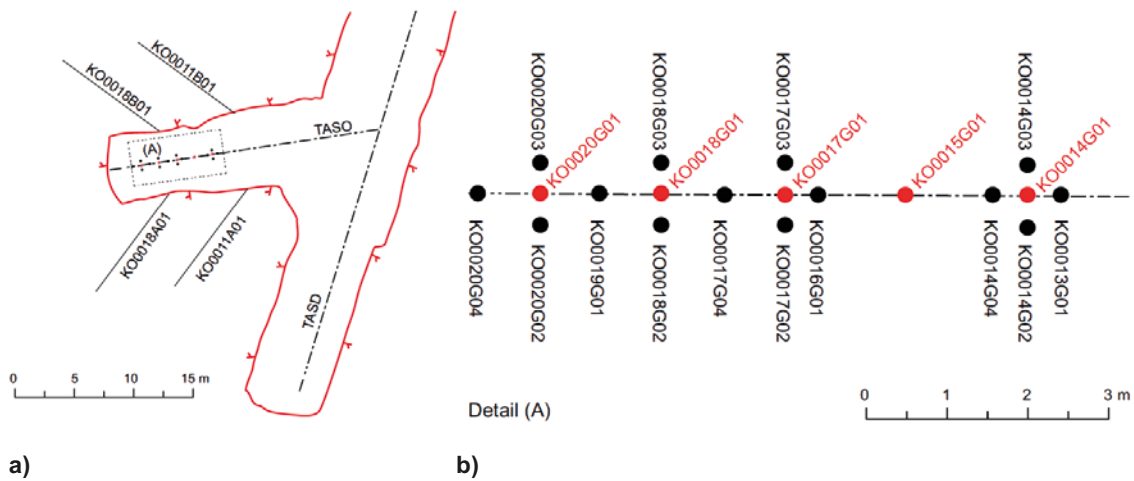 KO0011B01
KO0018B01
TASO
(A)
KO0018A01
KO0011A01
TASD
0 5 10 15 m
a)
KO0020G03
KO0020G01
KO0018G03
KO0018G01
KO0017G03
KO0017G01
KO0015G01
KO0014G03
KO0014G01
KO0020G04
KO0020G02
KO0019G01
KO0018G02
KO0017G04
KO0017G02
KO0016G01
KO0014G04
KO0014G02
KO0013G01
Detail (A)
0 1 2 3 m
b)